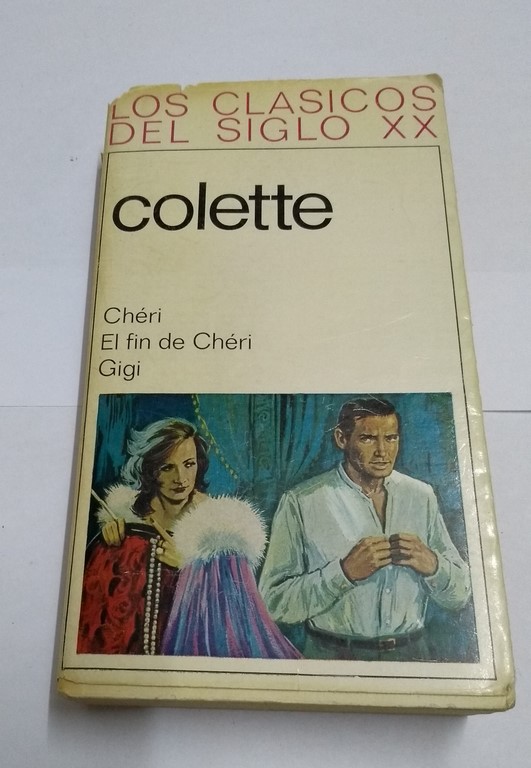 LOS CLASICOS
DEL SIGLO XX
colette
Chéri
El fin de Chéri
Gigi